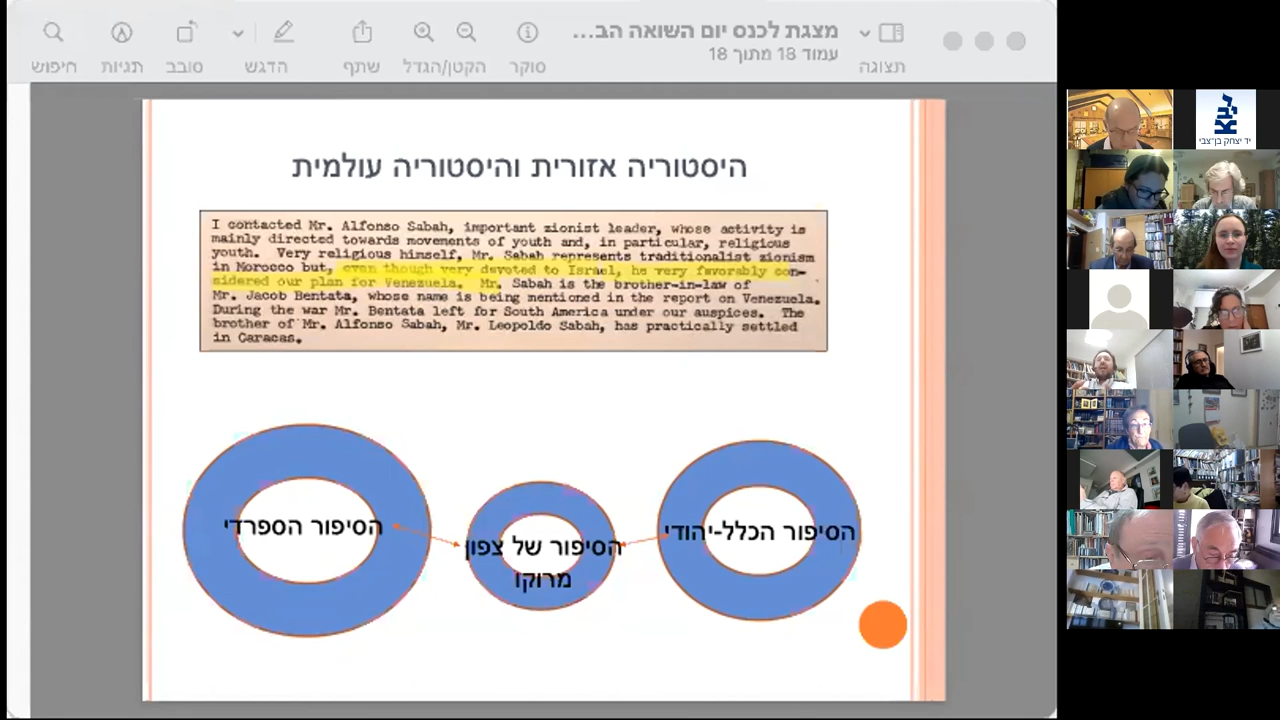 מצגת לכנס יום השואה הב...
עמוד 18 מתוך 18
תצוגה
סוקר
הקטן/הגדל
שתף
הדגש
סובב
תגיות
חיפוש
היסטוריה אזורית והיסטוריה עולמית
I contacted Mr. Alfonso Sabah, important zionist leader, whose activity is
mainly directed towards movements of youth and, in particular, religious
youth. Very religious himself, Mr. Sabah represents traditionalist zionism
in Morocco but, even though very devoted to Israel, he very favorably con-
sidered our plan for Venezuela. Mr. Sabah is the brother-in-law of
Mr. Jacob Bentata, whose name is being mentioned in the report on Venezuela.
During the war Mr. Bentata left for South America under our auspices. The
brother of Mr. Alfonso Sabah, Mr. Leopoldo Sabah, has practically settled
in Caracas.
הסיפור הכלל-יהודי
הסיפור של צפון
מרוקו
הסיפור הספרדי
יד יצחק בן־צבי